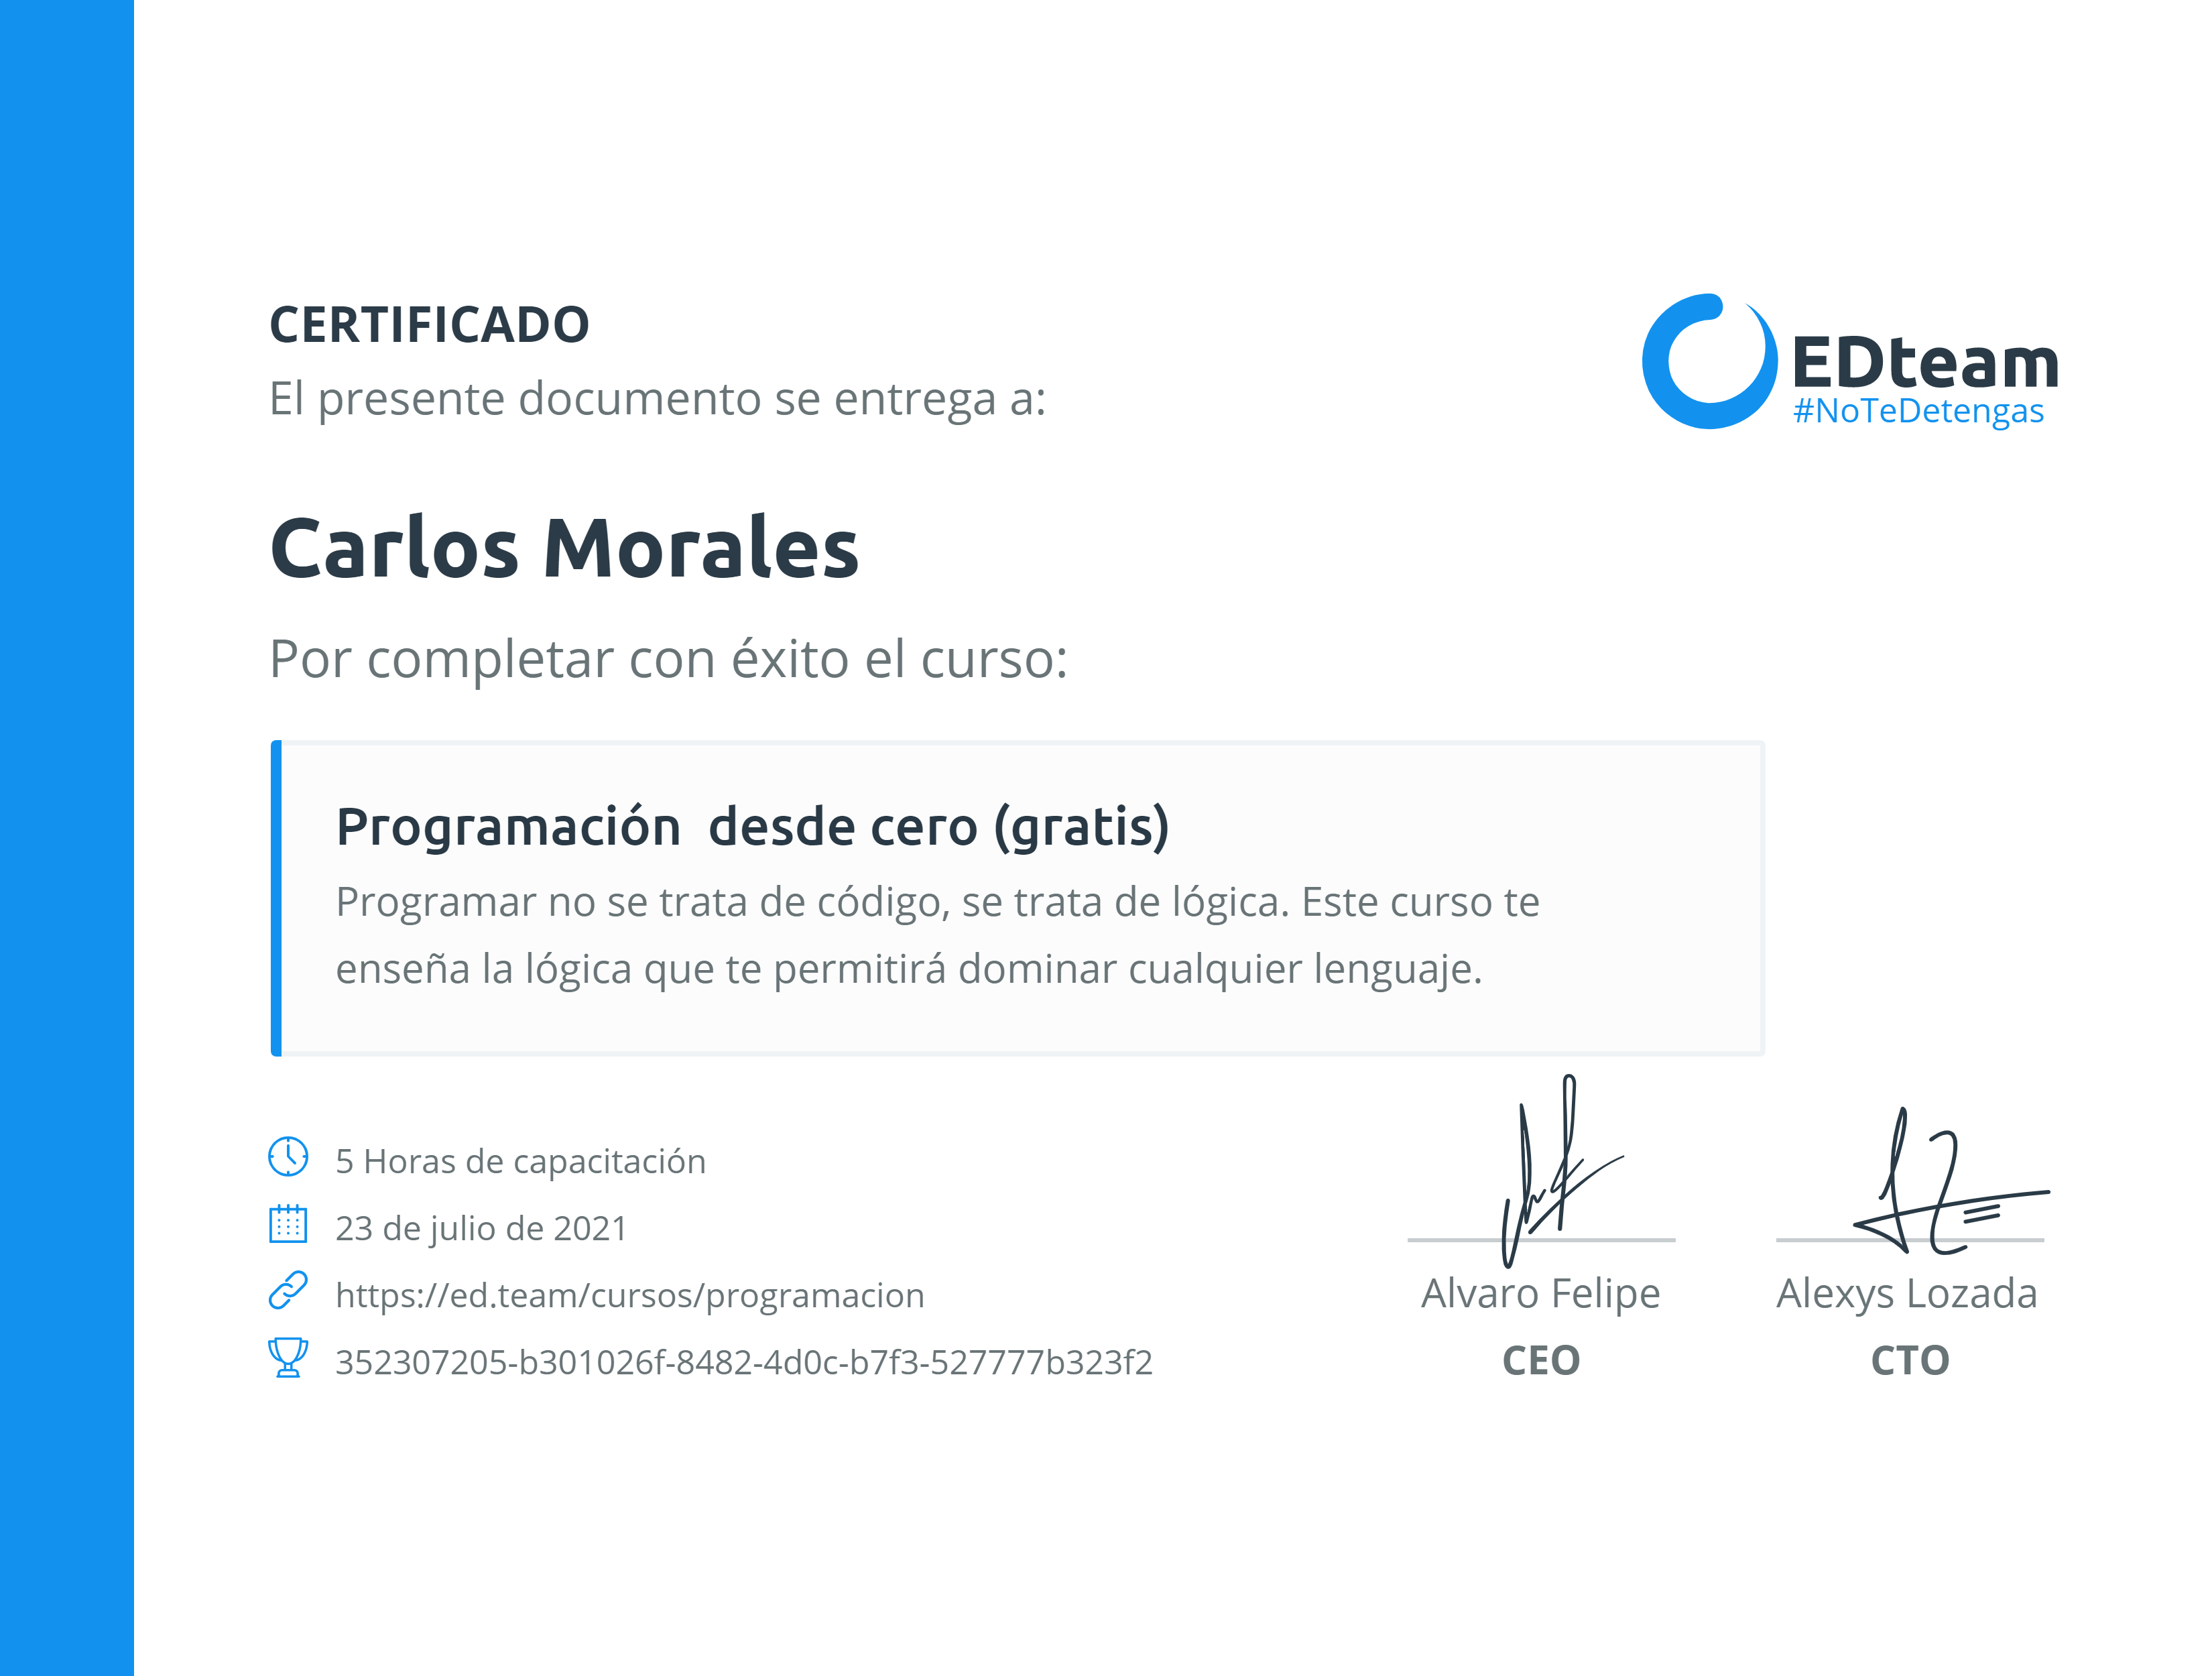 CERTIFICADO
El presente documento se entrega a:
EDteam
#NoTeDetengas
Carlos Morales
Por completar con éxito el curso:
Programación  desde cero (gratis)
Programar no se trata de código, se trata de lógica. Este curso te
enseña la lógica que te permitirá dominar cualquier lenguaje.
5 Horas de capacitación
23 de julio de 2021
https://ed.team/cursos/programacion
352307205-b301026f-8482-4d0c-b7f3-527777b323f2
Alvaro Felipe
CEO
Alexys Lozada
CTO